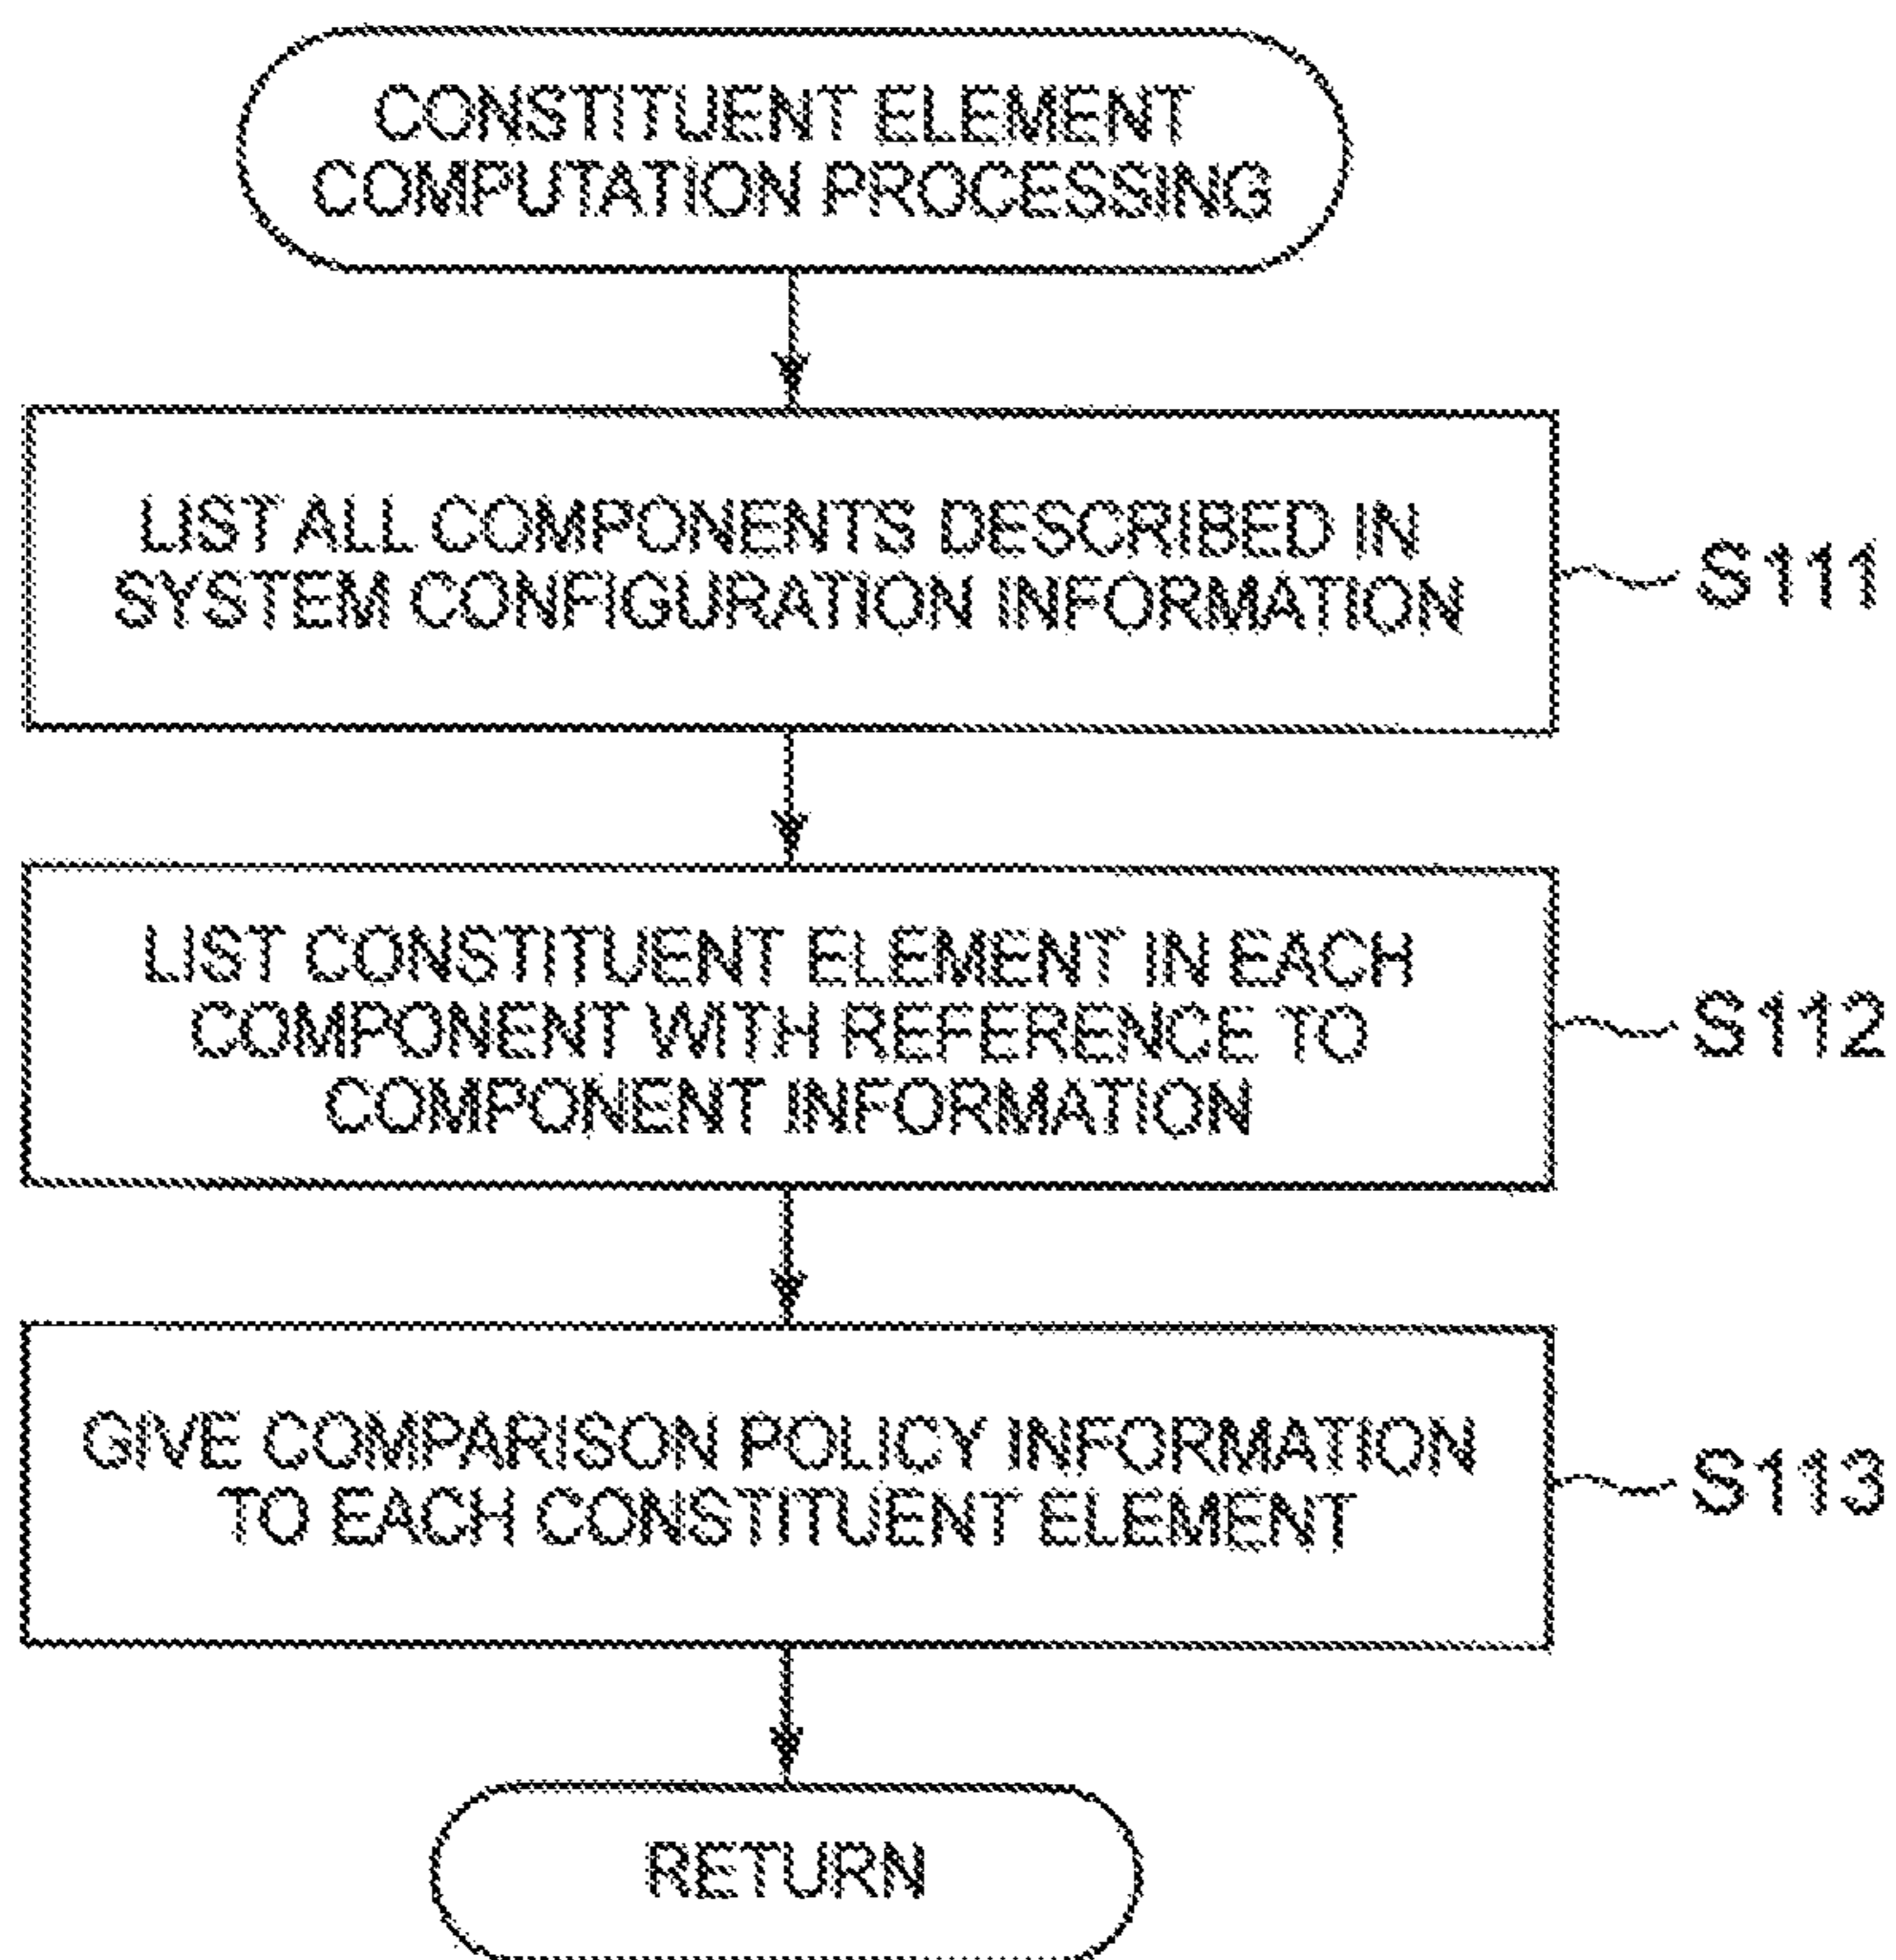 CONSTITUENT ELEMENT
COMPUTATION PROCESSING
LIST ALL COMPONENTS DESCRIBED IN
SYSTEM CONFIGURATION INFORMATION
S111
LIST CONSTITUENT ELEMENT IN EACH
COMPONENT WITH REFERENCE TO
COMPONENT INFORMATION
S112
GIVE COMPARISON POLICY INFORMATION
TO EACH CONSTITUENT ELEMENT
S113
RETURN